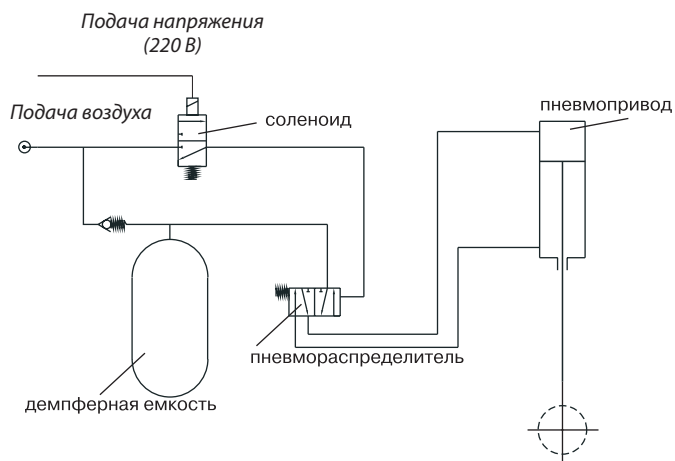 Подача напряжения
(220 В)
Подача воздуха
соленоид
пневмопривод
пневмораспределитель
демпферная емкость